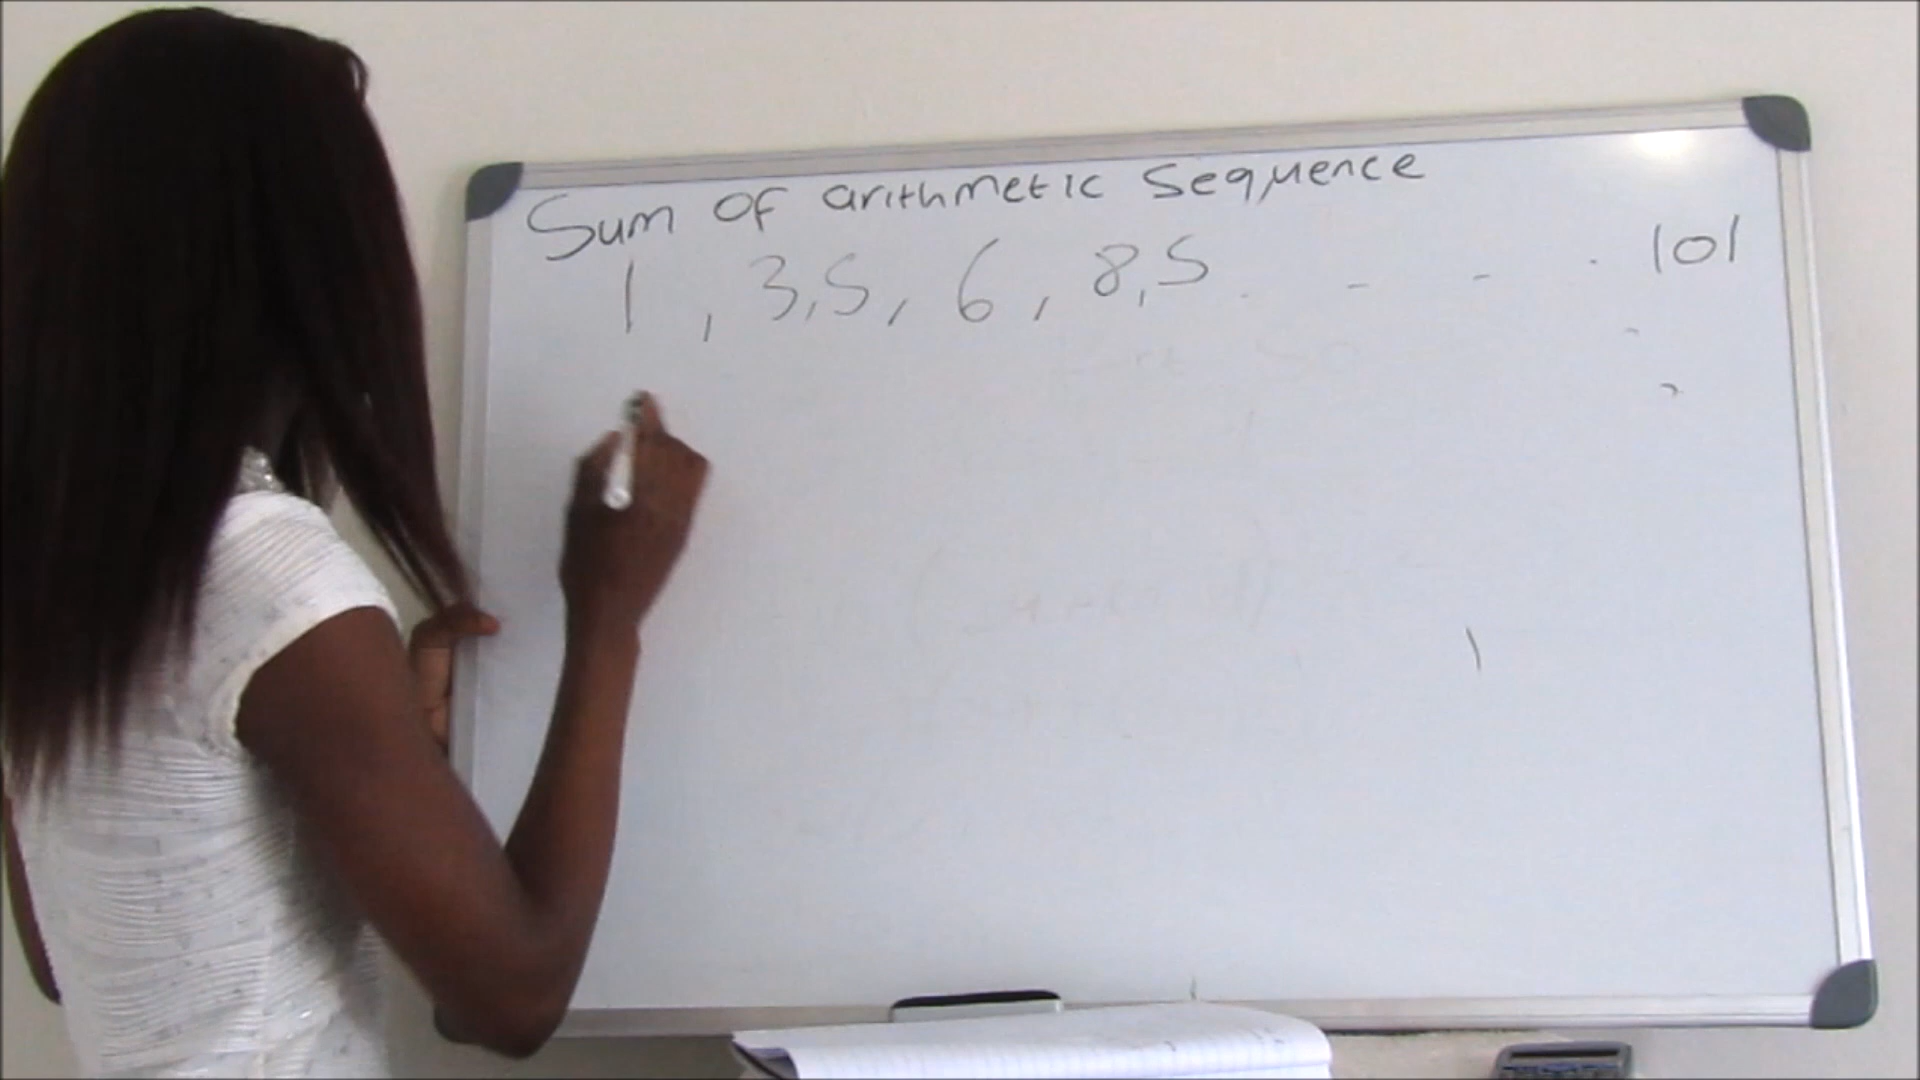 Sum OF arithmetic Sequence
1 , 3,5 , 6 , 8,5 . - - . 101